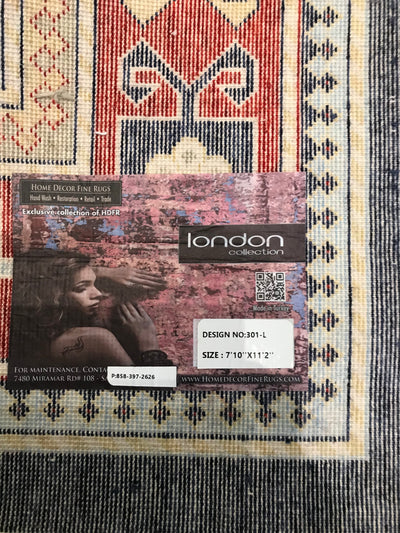 HOME DECOR FINE RUGS
Hand Wash • Restoration • Retail • Trade
Exclusive collection of HDFR
london
collection
Made in Turkey
DESIGN NO:301-L
SIZE : 7'10''X11'2''
FOR MAINTENANCE, CONTA
7480 MIRAMAR RD# 108 - SA
P:858-397-2626
WWW.HOMEDECORFINERUGS.COM